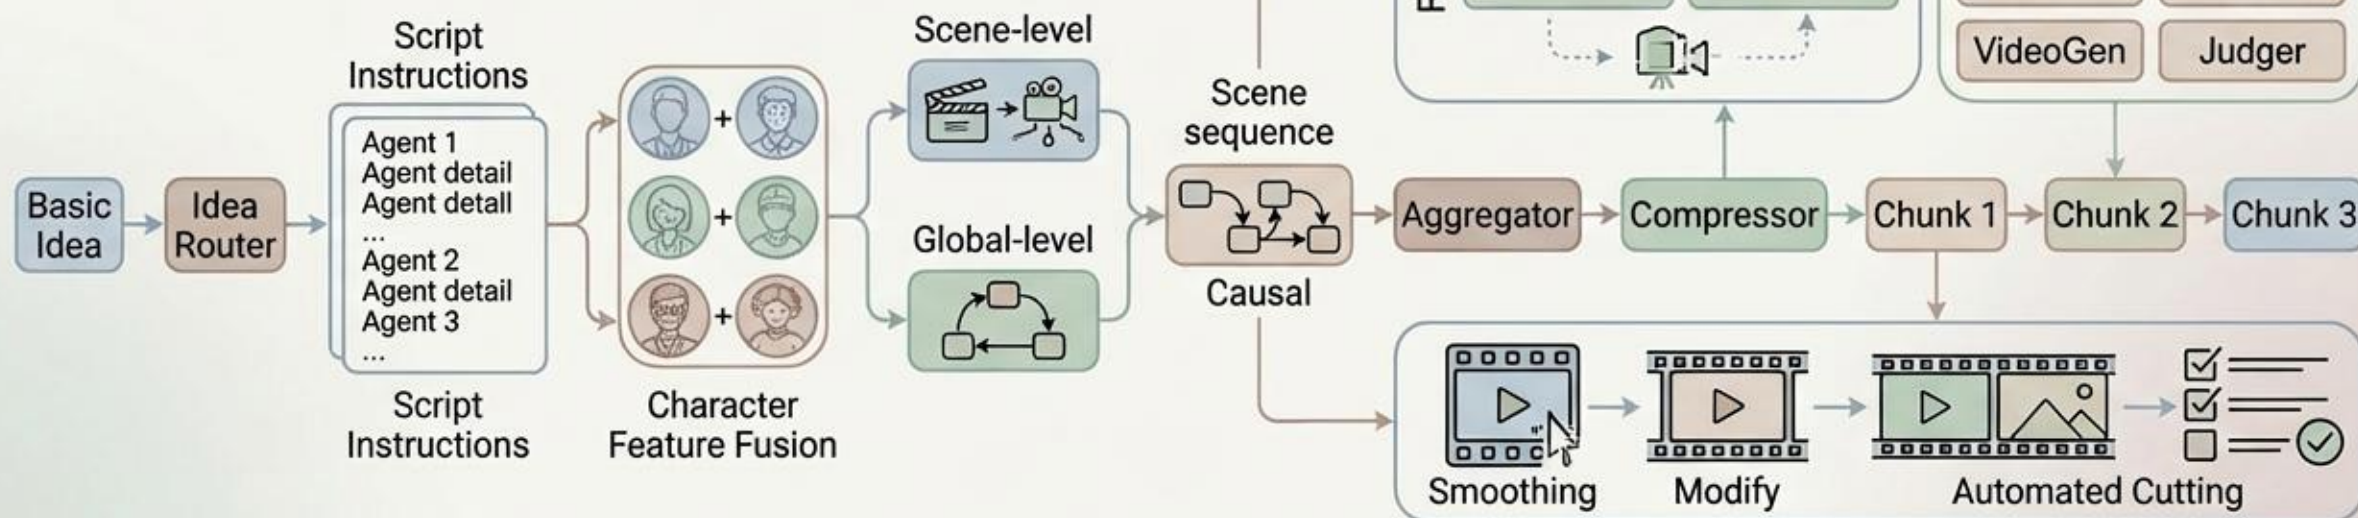 Basic
Idea
Idea
Router
Script
Instructions
Agent 1
Agent detail
Agent detall
...
Agent 2
Agent detail
Agent 3
...
Script
Instructions
Character
Feature Fusion
Scene-level
Global-level
Scene
sequence
Causal
Aggregator
Compressor
Chunk 1
Chunk 2
Chunk 3
VideoGen
Judger
Smoothing
Modify
Automated Cutting